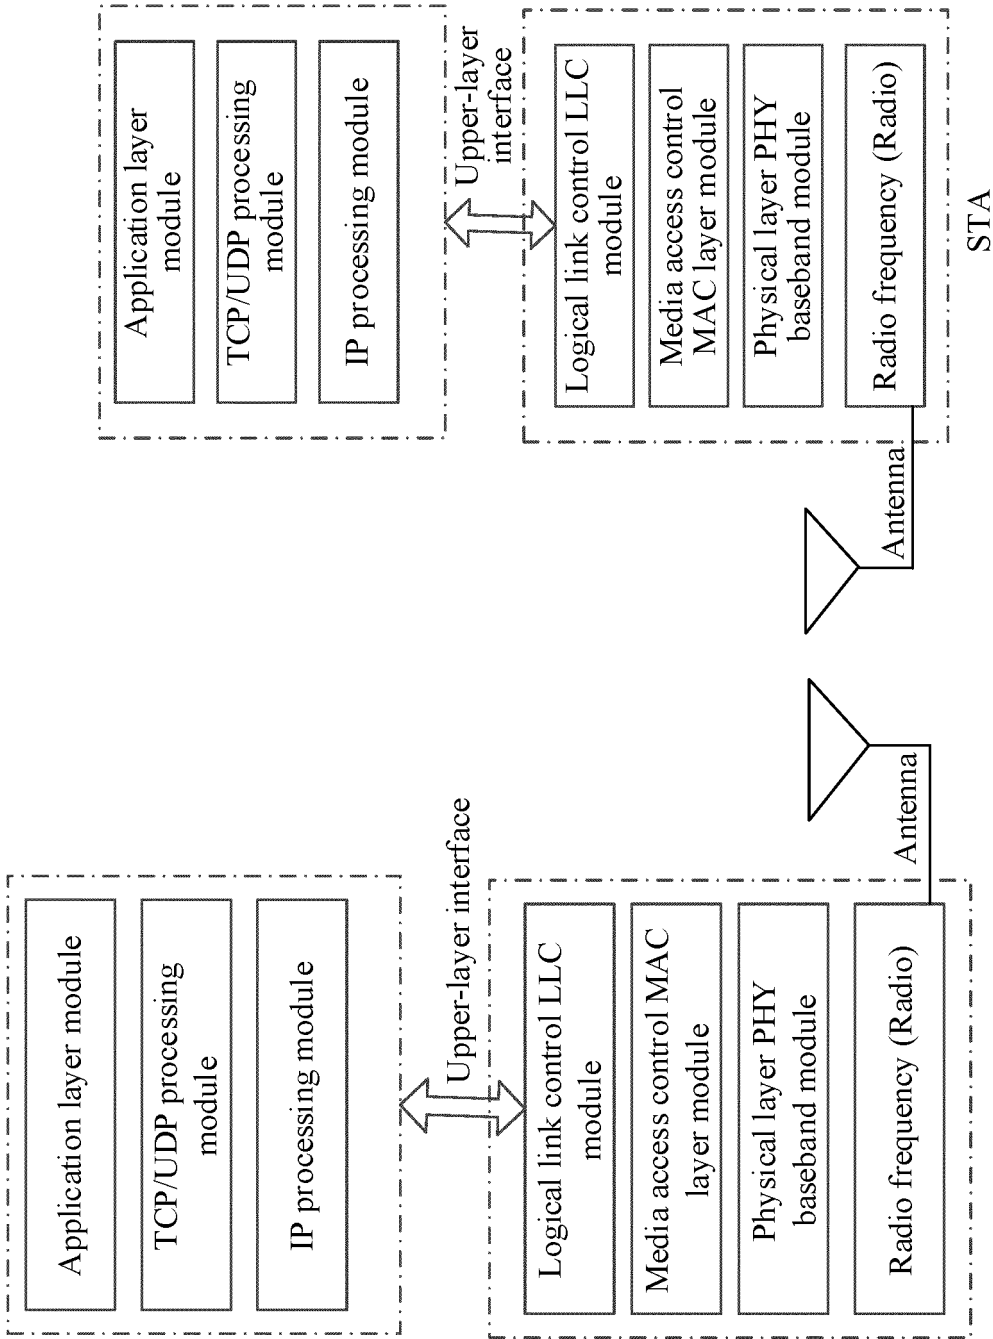 Application layer module
TCP/UDP processing
module
IP processing module
Upper-layer interface
Logical link control LLC
module
Media access control MAC
layer module
Physical layer PHY
baseband module
Radio frequency (Radio)
Antenna
Application layer
module
TCP/UDP processing
module
IP processing module
Upper-layer
interface
Logical link control LLC
module
Media access control
MAC layer module
Physical layer PHY
baseband module
Radio frequency (Radio)
Antenna
STA